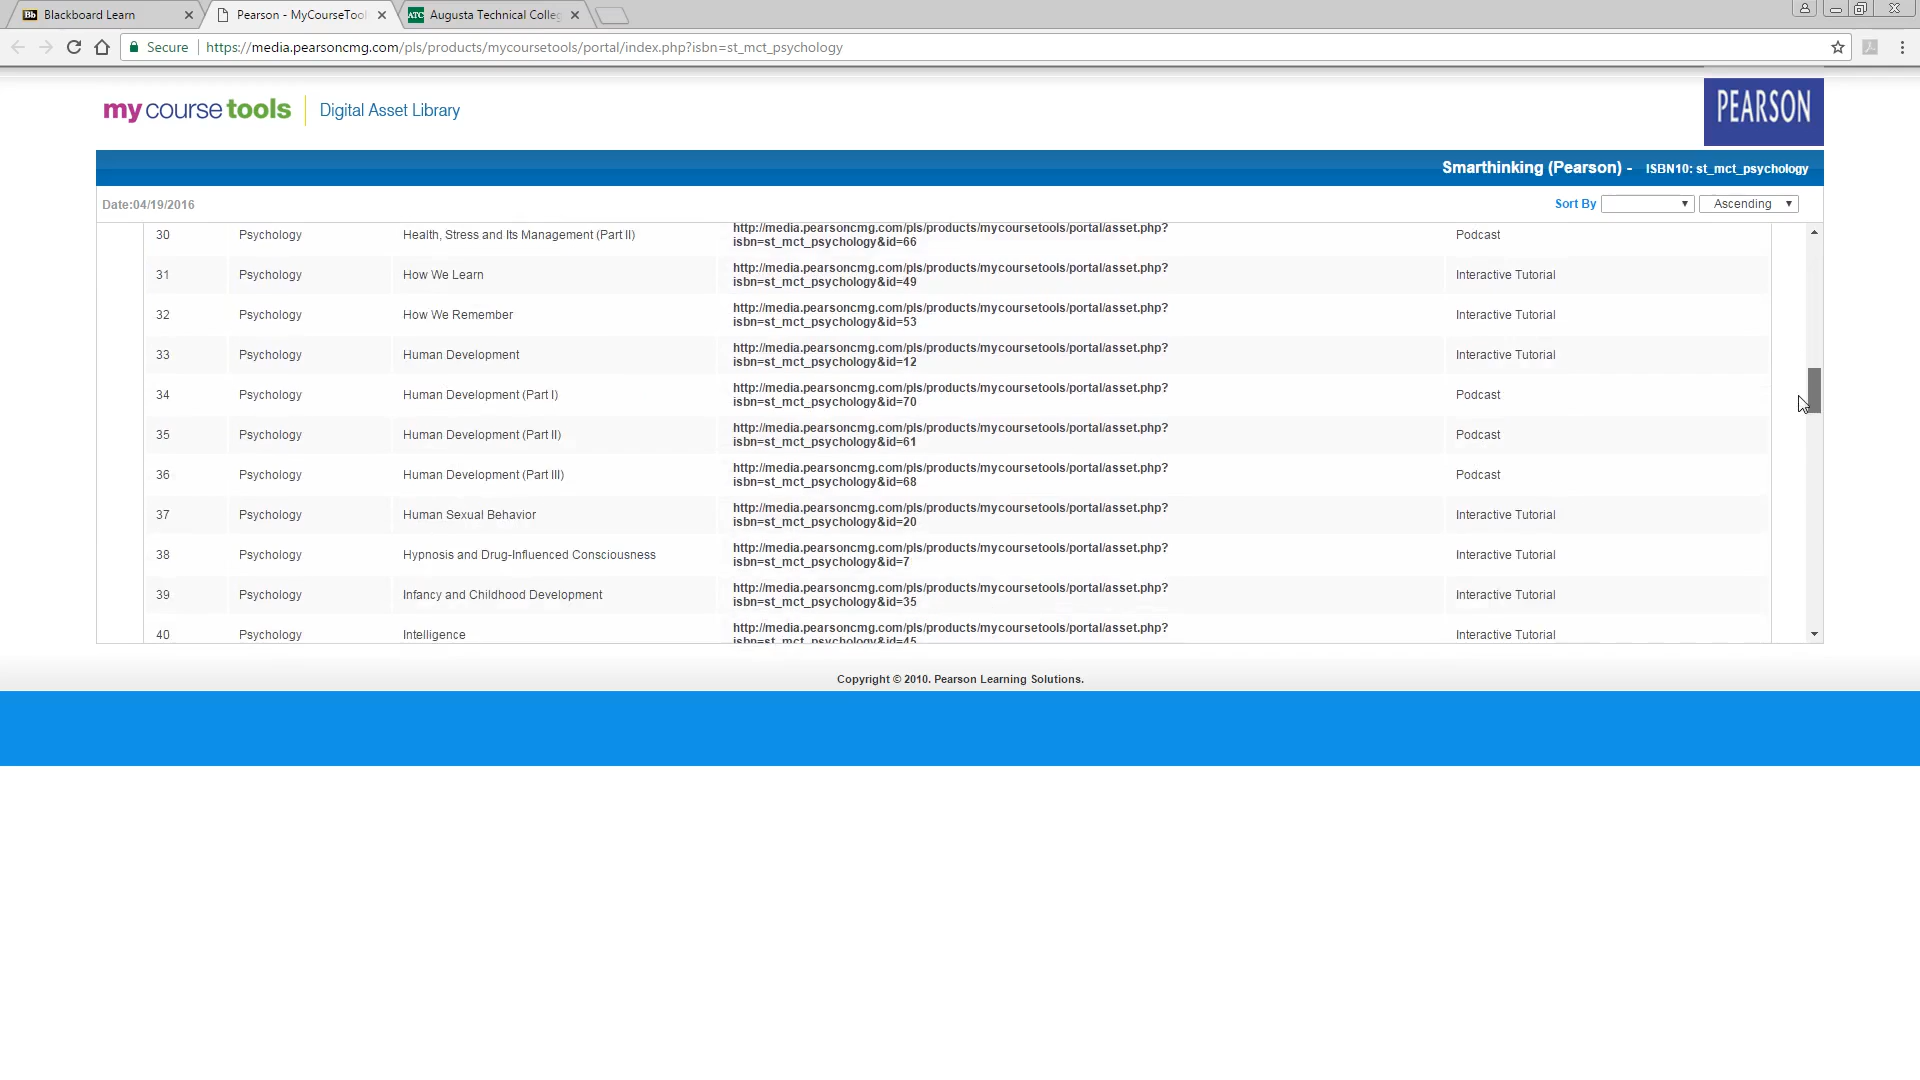 Bb Blackboard Learn
Pearson - MyCourseTool
ATC Augusta Technical Colle
Secure https://media.pearsoncmg.com/pls/products/mycoursetools/portal/index.php?isbn=st_mct_psychology
my course tools Digital Asset Library
PEARSON
Smarthinking (Pearson) - ISBN10: st_mct_psychology
Date:04/19/2016
Sort By Ascending
30 Psychology Health, Stress and Its Management (Part II) http://media.pearsoncmg.com/pls/products/mycoursetools/portal/asset.php? Podcast
isbn=st_mct_psychology&id=66
31 Psychology How We Learn http://media.pearsoncmg.com/pls/products/mycoursetools/portal/asset.php? Interactive Tutorial
isbn=st_mct_psychology&id=49
32 Psychology How We Remember http://media.pearsoncmg.com/pls/products/mycoursetools/portal/asset.php? Interactive Tutorial
isbn=st_mct_psychology&id=53
33 Psychology Human Development http://media.pearsoncmg.com/pls/products/mycoursetools/portal/asset.php? Interactive Tutorial
isbn=st_mct_psychology&id=12
34 Psychology Human Development (Part I) http://media.pearsoncmg.com/pls/products/mycoursetools/portal/asset.php? Podcast
isbn=st_mct_psychology&id=70
35 Psychology Human Development (Part II) http://media.pearsoncmg.com/pls/products/mycoursetools/portal/asset.php? Podcast
isbn=st_mct_psychology&id=61
36 Psychology Human Development (Part III) http://media.pearsoncmg.com/pls/products/mycoursetools/portal/asset.php? Podcast
isbn=st_mct_psychology&id=68
37 Psychology Human Sexual Behavior http://media.pearsoncmg.com/pls/products/mycoursetools/portal/asset.php? Interactive Tutorial
isbn=st_mct_psychology&id=20
38 Psychology Hypnosis and Drug-Influenced Consciousness http://media.pearsoncmg.com/pls/products/mycoursetools/portal/asset.php? Interactive Tutorial
isbn=st_mct_psychology&id=7
39 Psychology Infancy and Childhood Development http://media.pearsoncmg.com/pls/products/mycoursetools/portal/asset.php? Interactive Tutorial
isbn=st_mct_psychology&id=35
40 Psychology Intelligence http://media.pearsoncmg.com/pls/products/mycoursetools/portal/asset.php? Interactive Tutorial
isbn=st_mct_psychology&id=45
Copyright © 2010. Pearson Learning Solutions.